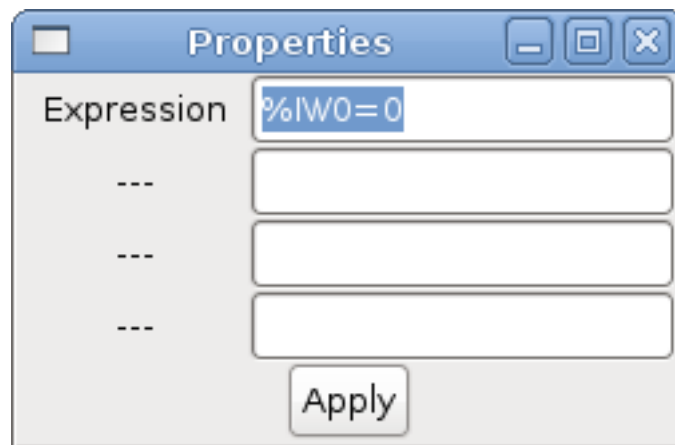 Properties
Expression %IW0=0
---
---
---
Apply